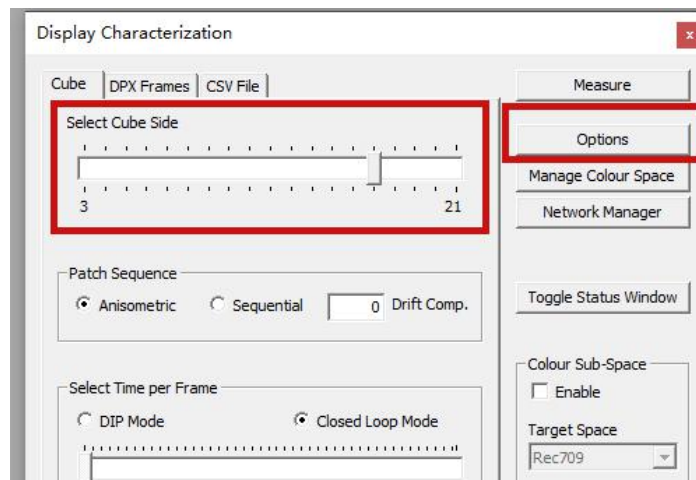 Display Characterization
x
Cube DPX Frames CSV File
Measure
Select Cube Side
Options
Manage Colour Space
3 21
Network Manager
Patch Sequence
Anisometric Sequential 0 Drift Comp.
Toggle Status Window
Colour Sub-Space
Select Time per Frame
Enable
DIP Mode Closed Loop Mode
Target Space
Rec709